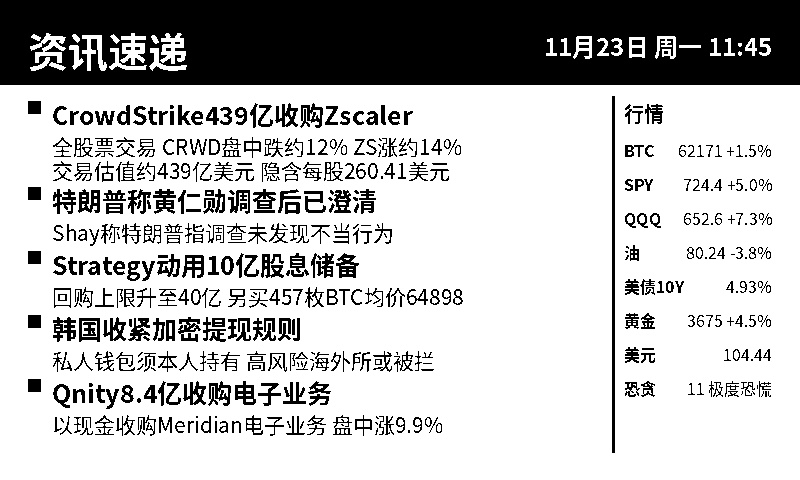 资讯速递
11月23日 周一 11:45
CrowdStrike439亿收购Zscaler
全股票交易 CRWD盘中跌约12% ZS涨约14%
交易估值约439亿美元 隐含每股260.41美元
特朗普称黄仁勋调查后已澄清
Shay称特朗普指调查未发现不当行为
Strategy动用10亿股息储备
回购上限升至40亿 另买457枚BTC均价64898
韩国收紧加密提现规则
私人钱包须本人持有 高风险海外所或被拦
Qnity8.4亿收购电子业务
以现金收购Meridian电子业务 盘中涨9.9%
行情
BTC 62171 +1.5%
SPY 724.4 +5.0%
QQQ 652.6 +7.3%
油 80.24 -3.8%
美债10Y 4.93%
黄金 3675 +4.5%
美元 104.44
恐贪 11 极度恐慌